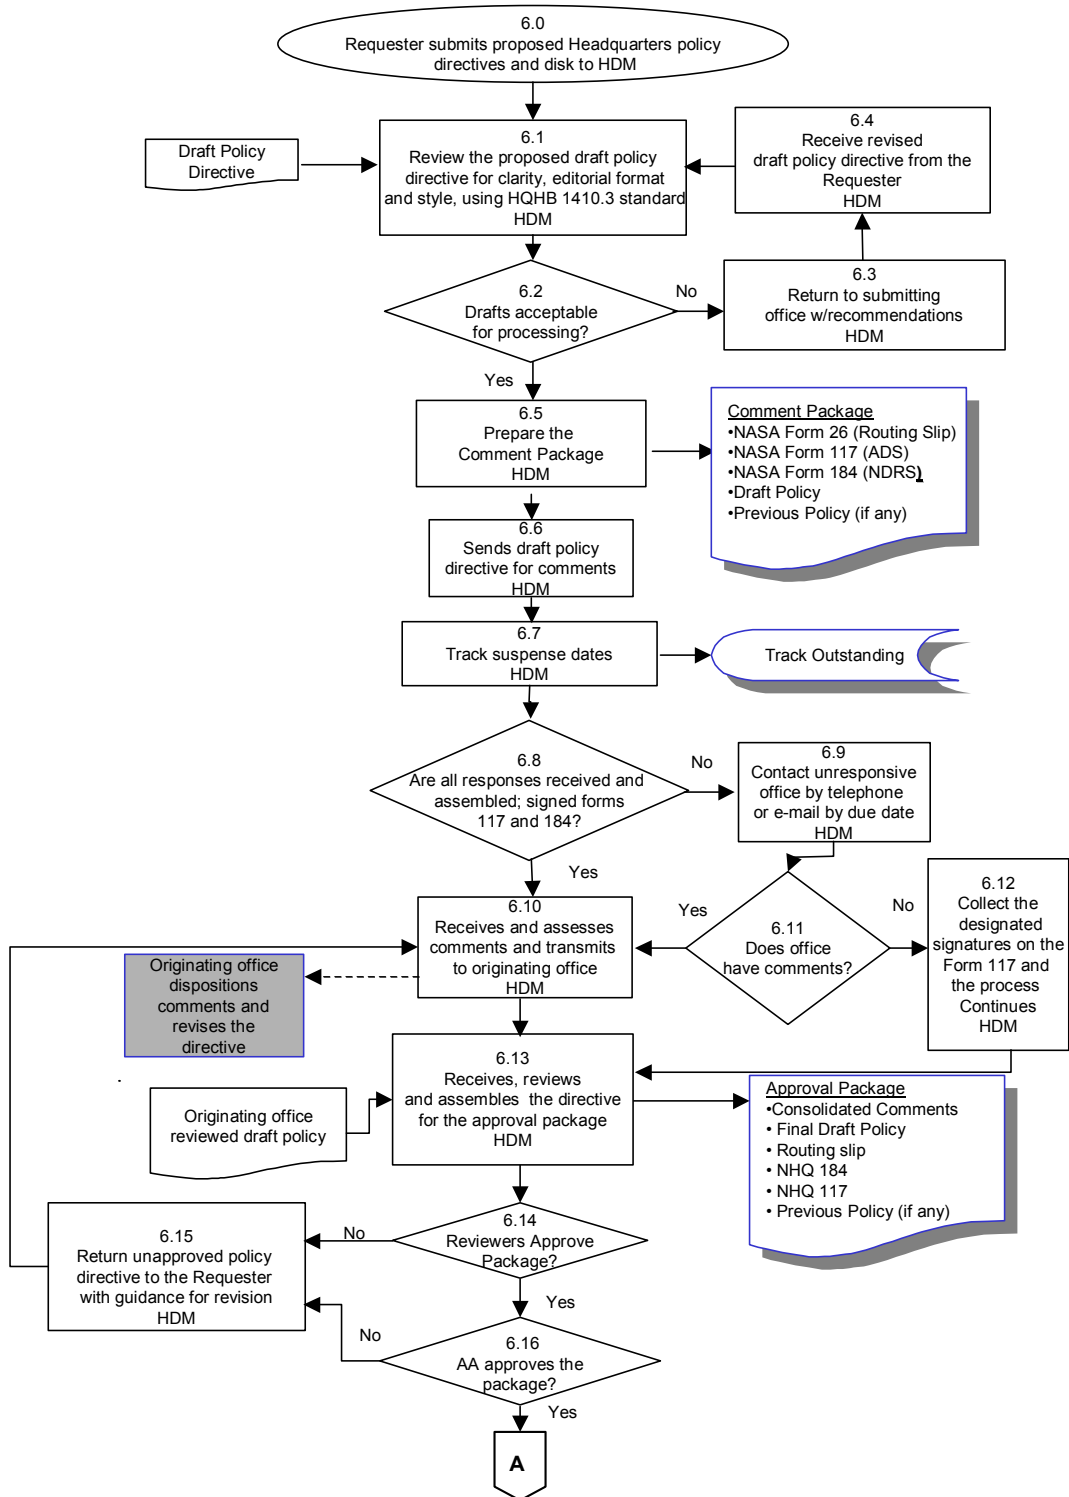 6.0
Requester submits proposed Headquarters policy
directives and disk to HDM
Draft Policy
Directive
6.1
Review the proposed draft policy
directive for clarity, editorial format
and style, using HQHB 1410.3 standard
HDM
6.4
Receive revised
draft policy directive from the
Requester
HDM
6.2
Drafts acceptable
for processing?
No
6.3
Return to submitting
office w/recommendations
HDM
Yes
6.5
Prepare the
Comment Package
HDM
Comment Package
•NASA Form 26 (Routing Slip)
•NASA Form 117 (ADS)
•NASA Form 184 (NDRS)
•Draft Policy
•Previous Policy (if any)
6.6
Sends draft policy
directive for comments
HDM
6.7
Track suspense dates
HDM
Track Outstanding
6.8
Are all responses received and
assembled; signed forms
117 and 184?
No
6.9
Contact unresponsive
office by telephone
or e-mail by due date
HDM
Yes
6.10
Receives and assesses
comments and transmits
to originating office
HDM
Yes
6.11
Does office
have comments?
No
6.12
Collect the
designated
signatures on the
Form 117 and
the process
Continues
HDM
Originating office
dispositions
comments and
revises the
directive
.
Originating office
reviewed draft policy
6.13
Receives, reviews
and assembles the directive
for the approval package
HDM
Approval Package
•Consolidated Comments
• Final Draft Policy
• Routing slip
• NHQ 184
• NHQ 117
• Previous Policy (if any)
6.14
Reviewers Approve
Package?
No
6.15
Return unapproved policy
directive to the Requester
with guidance for revision
HDM
Yes
No
6.16
AA approves the
package?
Yes
A